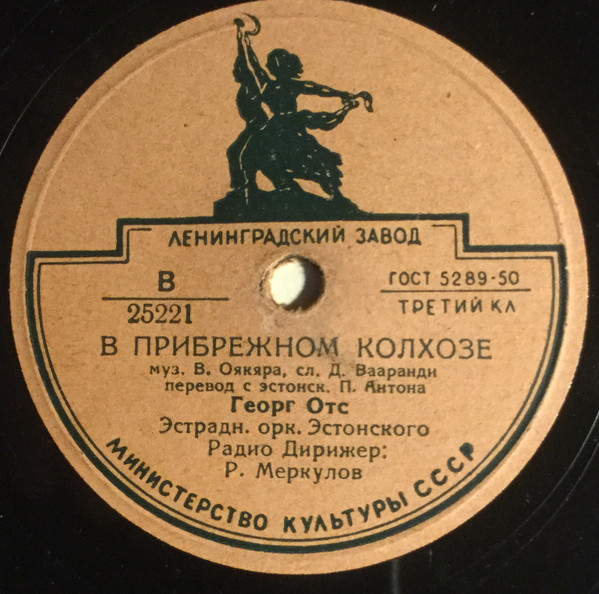 ЛЕНИНГРАДСКИЙ ЗАВОД
В
25221
ГОСТ 5289-50
ТРЕТИЙ КЛ
В ПРИБРЕЖНОМ КОЛХОЗЕ
муз. В. Оякяра, сл. Д. Вааранди
перевод с эстонск. П. Антона
Георг Отс
Эстрадн. орк. Эстонского
Радио Дирижер:
Р. Меркулов
МИНИСТЕРСТВО КУЛЬТУРЫ СССР